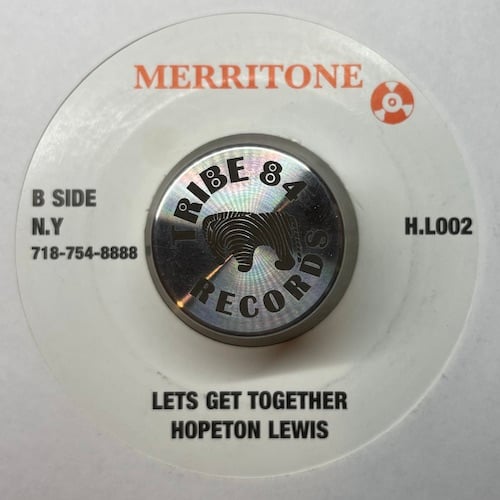 MERRITONE
TRIBE 84
RECORDS
B SIDE
N.Y
718-754-8888
H.L002
LETS GET TOGETHER
HOPETON LEWIS